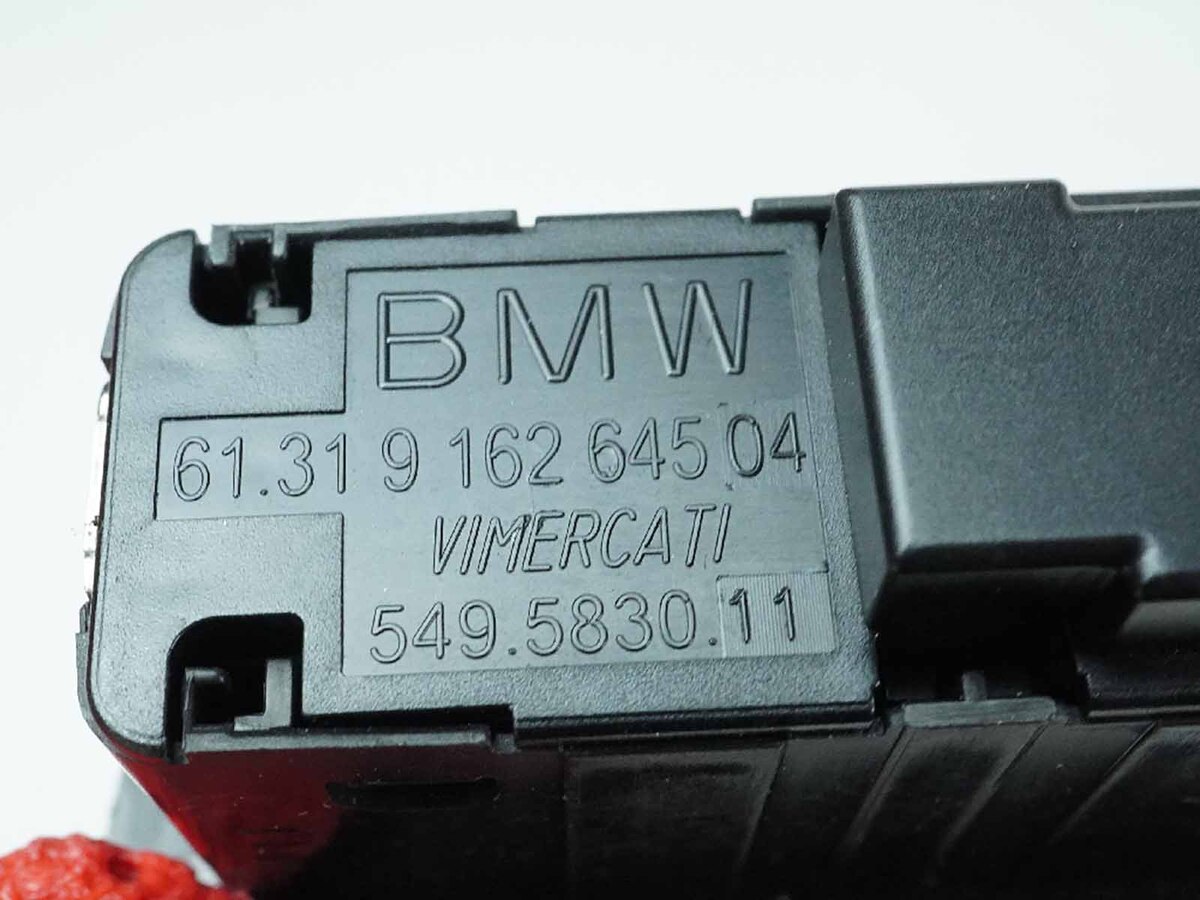 BMW
61.31 9 162 645 04
VIMERCATI
549.5830.11